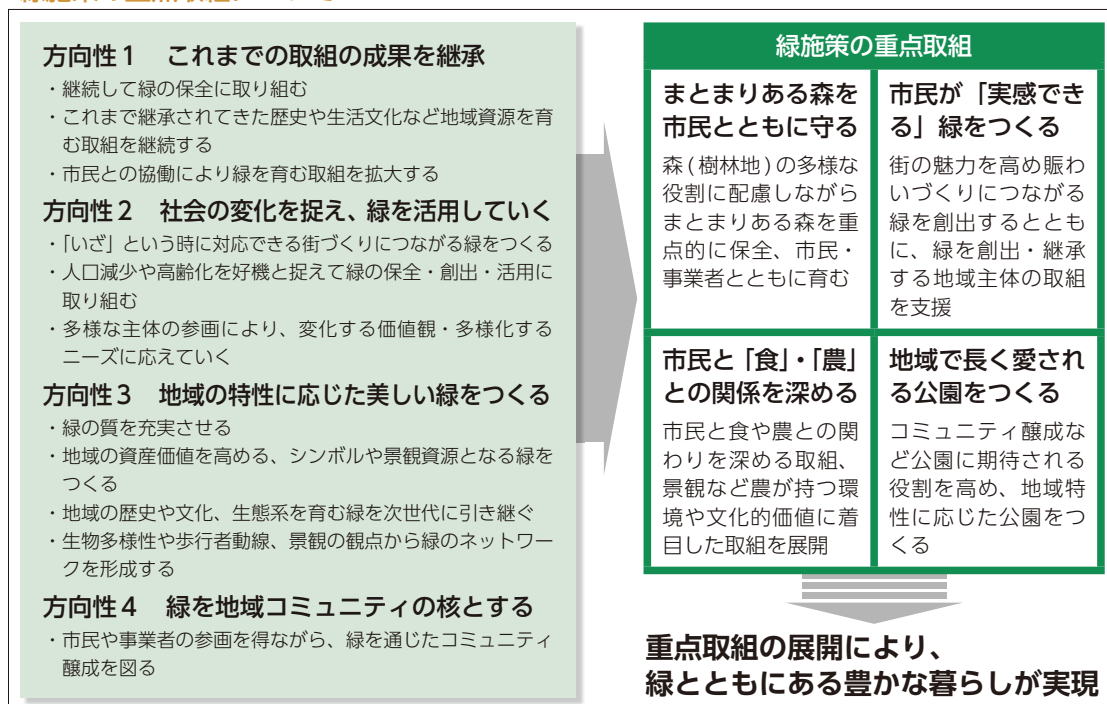 方向性１　これまでの取組の成果を継承
・継続して緑の保全に取り組む
・これまで継承されてきた歴史や生活文化など地域資源を育
む取組を継続する
・市民との協働により緑を育む取組を拡大する
方向性２　社会の変化を捉え、緑を活用していく
・「いざ」という時に対応できる街づくりにつながる緑をつくる
・人口減少や高齢化を好機と捉えて緑の保全・創出・活用に
取り組む
・多様な主体の参画により、変化する価値観・多様化する
ニーズに応えていく
方向性３　地域の特性に応じた美しい緑をつくる
・緑の質を充実させる
・地域の資産価値を高める、シンボルや景観資源となる緑を
つくる
・地域の歴史や文化、生態系を育む緑を次世代に引き継ぐ
・生物多様性や歩行者動線、景観の観点から緑のネットワー
クを形成する
方向性４　緑を地域コミュニティの核とする
・市民や事業者の参画を得ながら、緑を通じたコミュニティ
醸成を図る
緑施策の重点取組
まとまりある森を
市民とともに守る
森(樹林地)の多様な
役割に配慮しながら
まとまりある森を重
点的に保全、市民・
事業者とともに育む
市民が「実感でき
る」緑をつくる
街の魅力を高め賑わ
いづくりにつながる
緑を創出するととも
に、緑を創出・継承
する地域主体の取組
を支援
市民と「食」・「農」
との関係を深める
市民と食や農との関
わりを深める取組、
景観など農が持つ環
境や文化的価値に着
目した取組を展開
地域で長く愛され
る公園をつくる
コミュニティ醸成な
ど公園に期待される
役割を高め、地域特
性に応じた公園をつ
くる
重点取組の展開により、
緑とともにある豊かな暮らしが実現